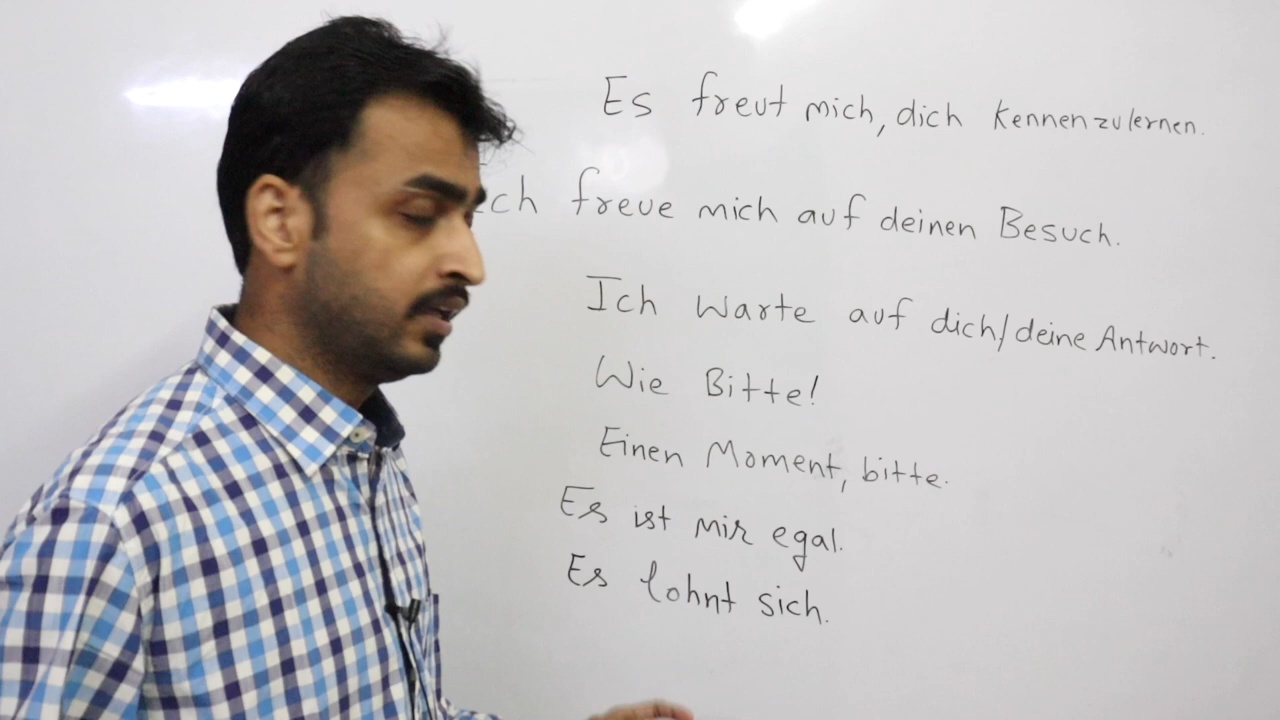 Es freut mich, dich kennenzulernen.
Ich freue mich auf deinen Besuch.
Ich warte auf dich/deine Antwort.
Wie Bitte!
Einen Moment, bitte.
Es ist mir egal.
Es lohnt sich.